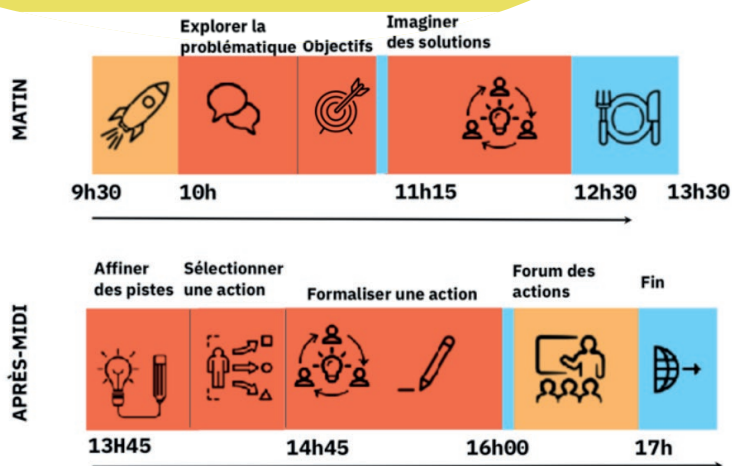 Explorer la
problématique
Objectifs
Imaginer
des solutions
MATIN
9h30
10h
11h15
12h30
13h30
Affiner
des pistes
Sélectionner
une action
Formaliser une action
Forum des
actions
Fin
APRÈS-MIDI
13H45
14h45
16h00
17h